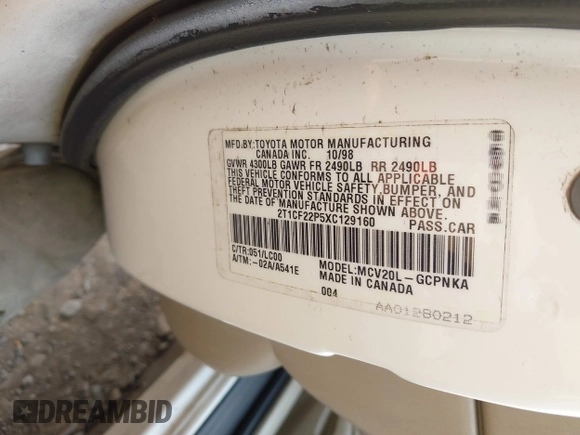 MFD.BY:TOYOTA MOTOR MANUFACTURING
CANADA INC. 10/98
GVWR 4300LB GAWR FR 2490LB RR 2490LB
THIS VEHICLE CONFORMS TO ALL APPLICABLE
FEDERAL MOTOR VEHICLE SAFETY,BUMPER, AND
THEFT PREVENTION STANDARDS IN EFFECT ON
THE DATE OF MANUFACTURE SHOWN ABOVE.
2T1CF22P5XC129160 PASS.CAR
C/TR:051/LC00 MODEL:MCV20L-GCPNKA
A/TM:-02A/A541E MADE IN CANADA
004
AA01280212
DREAMBID